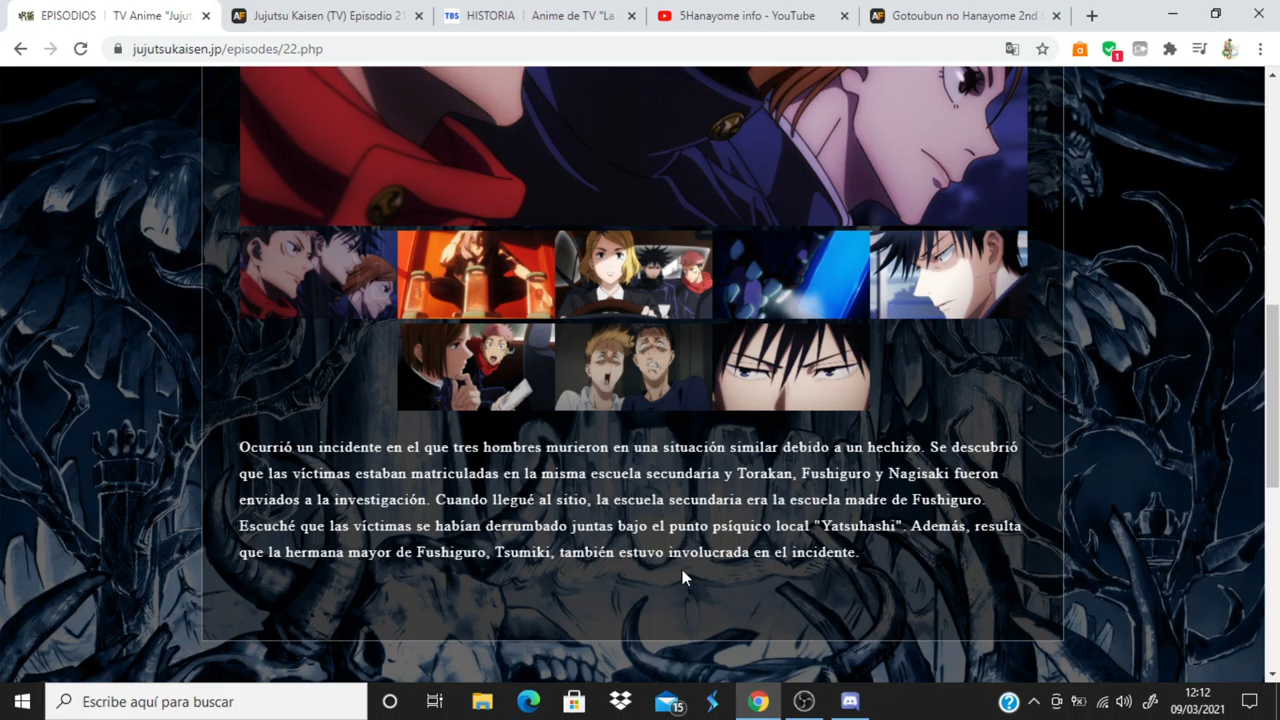 EPISODIOS | TV Anime "Jujut
Jujutsu Kaisen (TV) Episodio 21
TBS HISTORIA | Anime de TV "La
5Hanayome info - YouTube
Gotoubun no Hanayome 2nd
jujutsukaisen.jp/episodes/22.php
1
Ocurrió un incidente en el que tres hombres murieron en una situación similar debido a un hechizo. Se descubrió
que las víctimas estaban matriculadas en la misma escuela secundaria y Torakan, Fushiguro y Nagisaki fueron
enviados a la investigación. Cuando llegué al sitio, la escuela secundaria era la escuela madre de Fushiguro.
Escuché que las víctimas se habían derrumbado juntas bajo el punto psíquico local "Yatsuhashi". Además, resulta
que la hermana mayor de Fushiguro, Tsumiki, también estuvo involucrada en el incidente.
Escribe aquí para buscar
15
12:12
09/03/2021